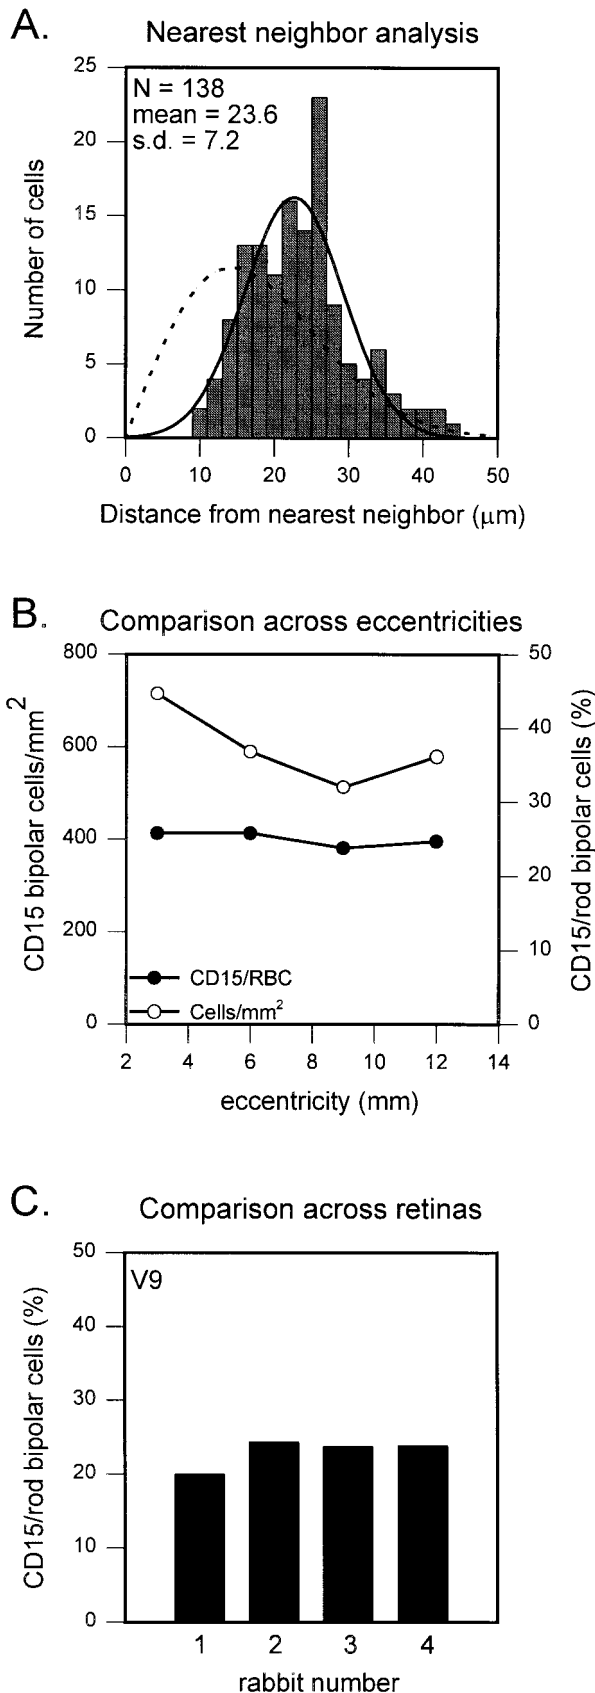 A. Nearest neighbor analysis
N = 138
mean = 23.6
s.d. = 7.2
Number of cells
25
20
15
10
5
0
0 10 20 30 40 50
Distance from nearest neighbor (μm)
B. Comparison across eccentricities
CD15 bipolar cells/mm²
800
600
400
200
0
CD15/rod bipolar cells (%)
50
40
30
20
10
0
CD15/RBC
Cells/mm²
2 4 6 8 10 12 14
eccentricity (mm)
C. Comparison across retinas
V9
CD15/rod bipolar cells (%)
50
40
30
20
10
0
1 2 3 4
rabbit number